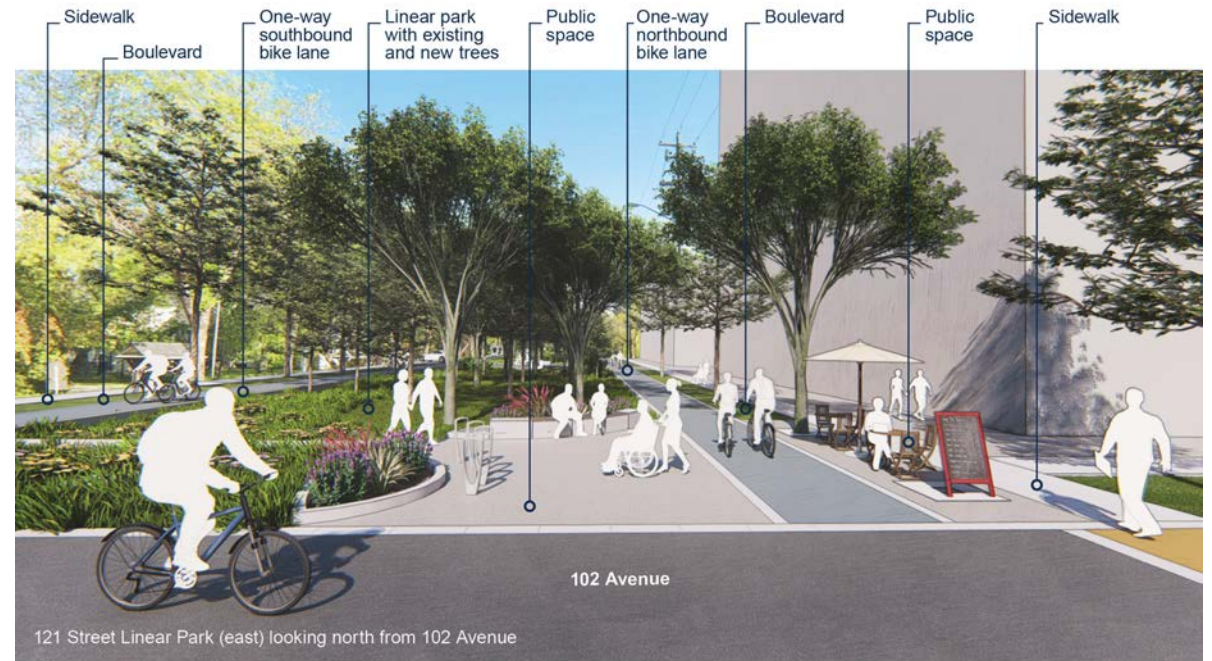 Sidewalk
Boulevard
One-way
southbound
bike lane
Linear park
with existing
and new trees
Public
space
One-way
northbound
bike lane
Boulevard
Public
space
Sidewalk
102 Avenue
121 Street Linear Park (east) looking north from 102 Avenue